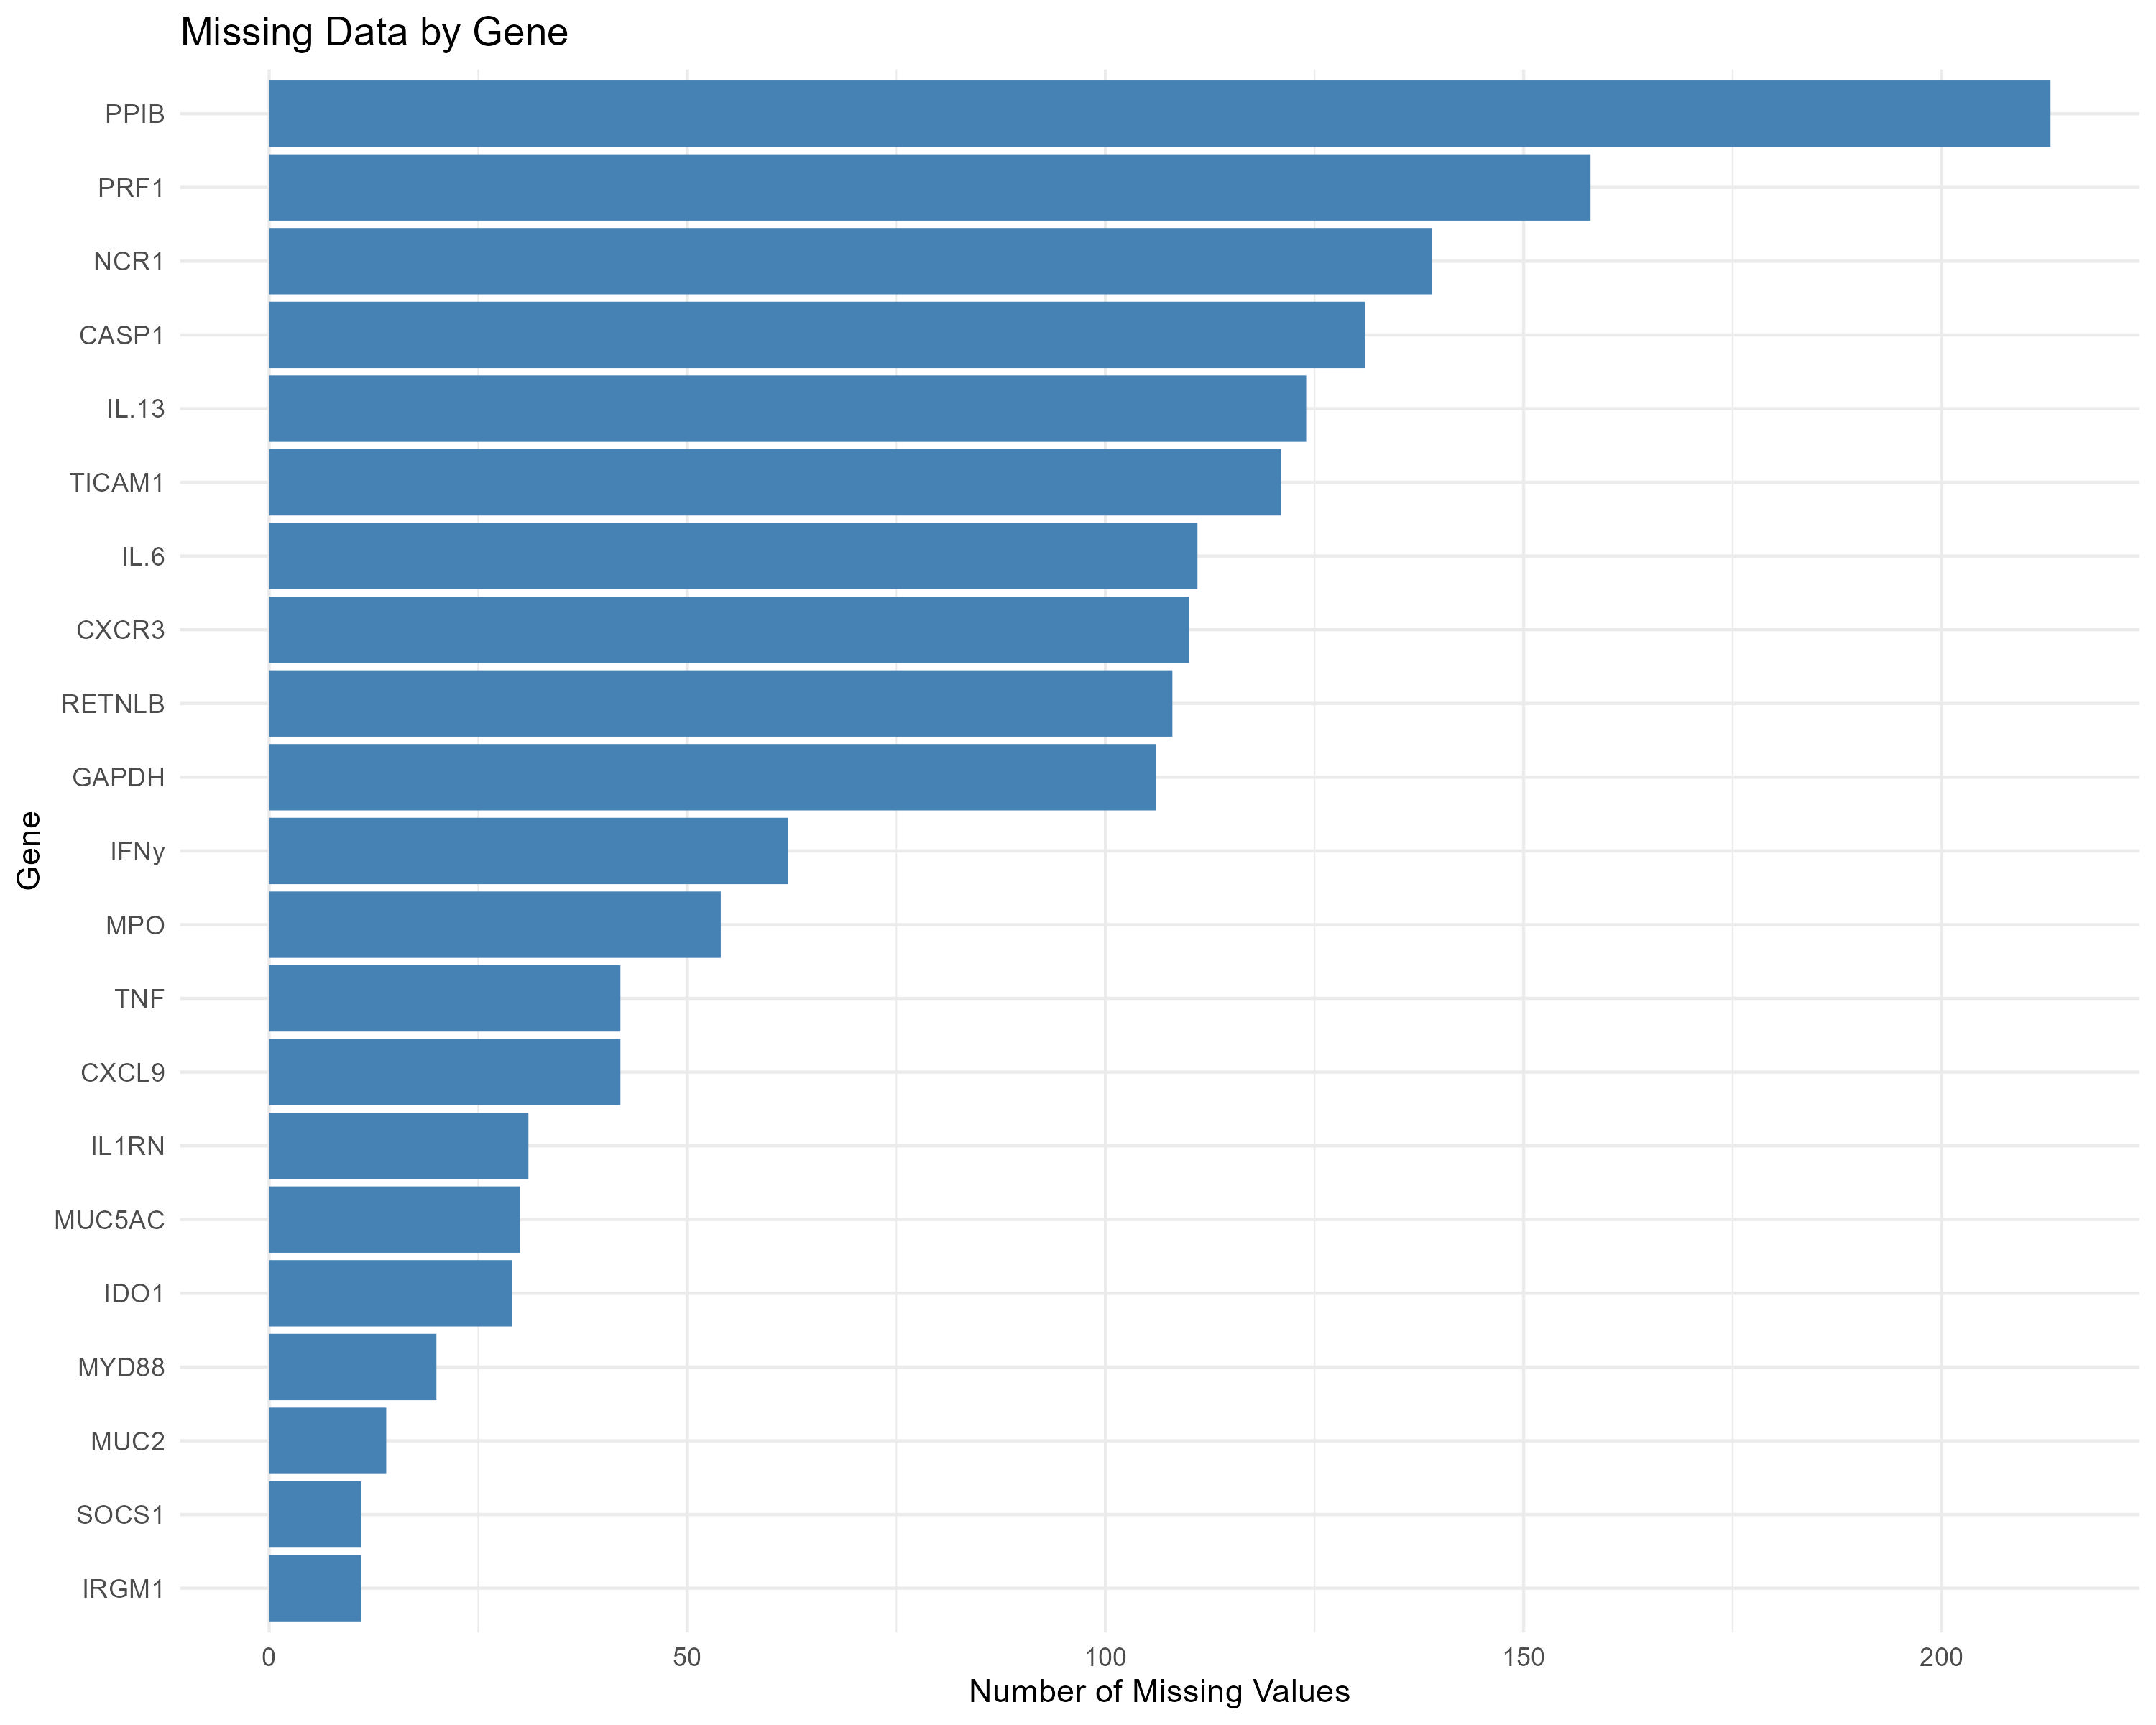 Missing Data by Gene
Gene
PPIB
PRF1
NCR1
CASP1
IL.13
TICAM1
IL.6
CXCR3
RETNLB
GAPDH
IFNy
MPO
TNF
CXCL9
IL1RN
MUC5AC
IDO1
MYD88
MUC2
SOCS1
IRGM1
0 50 100 150 200
Number of Missing Values